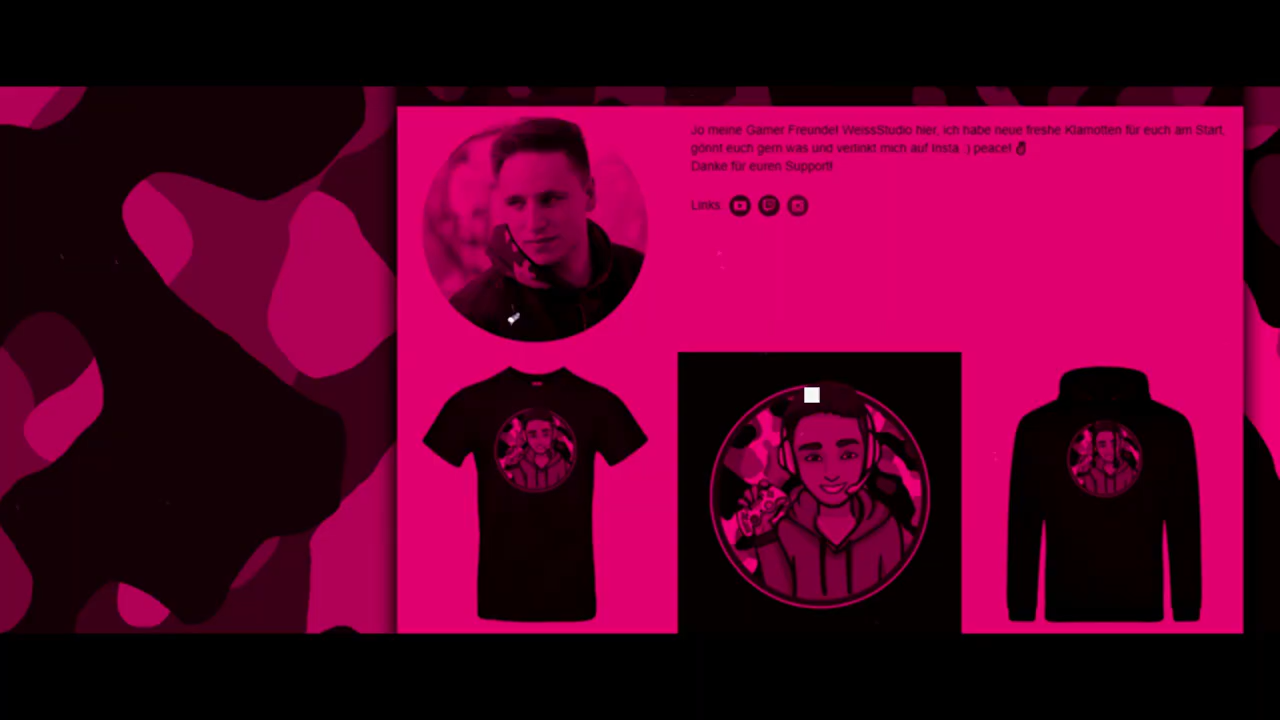 Jo meine Gamer Freunde! WeissStudio hier, ich habe neue freshe Klamotten für euch am Start,
gönnt euch gern was und verlinkt mich auf Insta :) peace! ✌
Danke für euren Support!
Links: